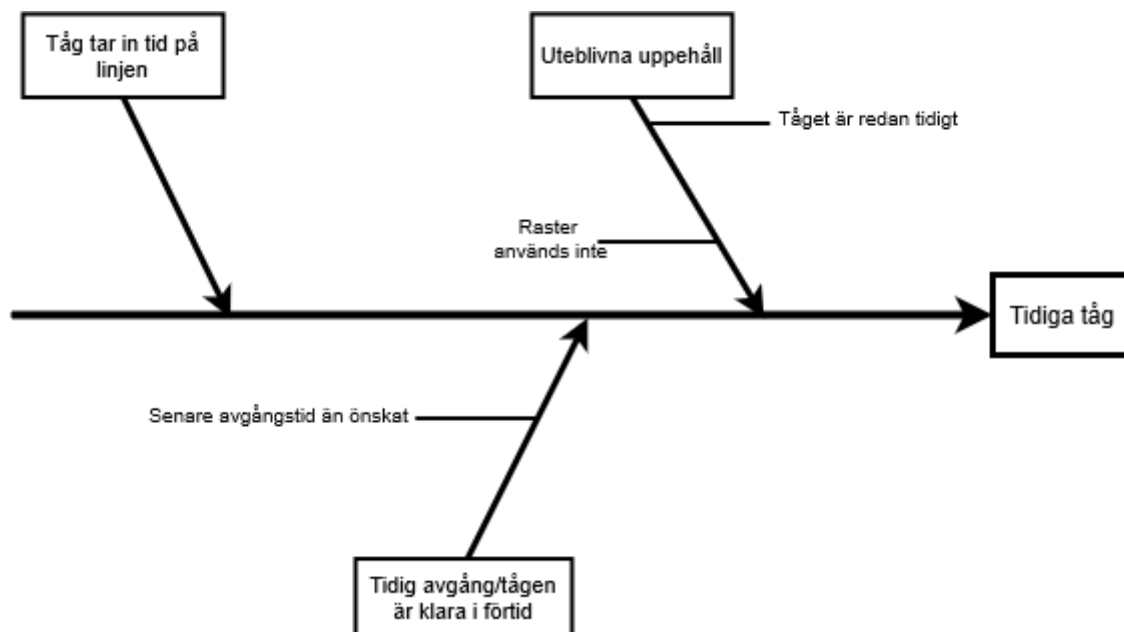 Tåg tar in tid på
linjen
Uteblivna uppehåll
Tåget är redan tidigt
Raster
används inte
Tidiga tåg
Senare avgångstid än önskat
Tidig avgång/tågen
är klara i förtid